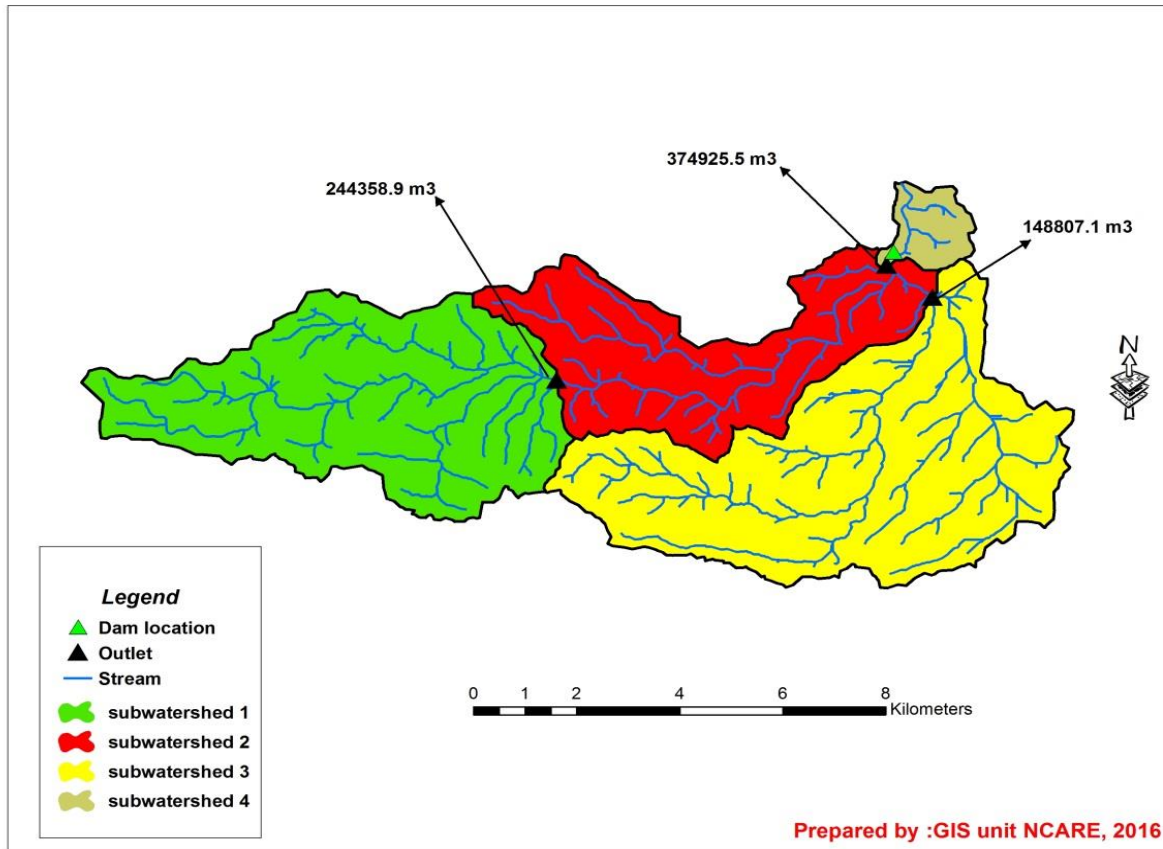 374925.5 m3
244358.9 m3
148807.1 m3
N
Legend
Dam location
Outlet
Stream
subwatershed 1
subwatershed 2
subwatershed 3
subwatershed 4
0 1 2 4 6 8
Kilometers
Prepared by :GIS unit NCARE, 2016